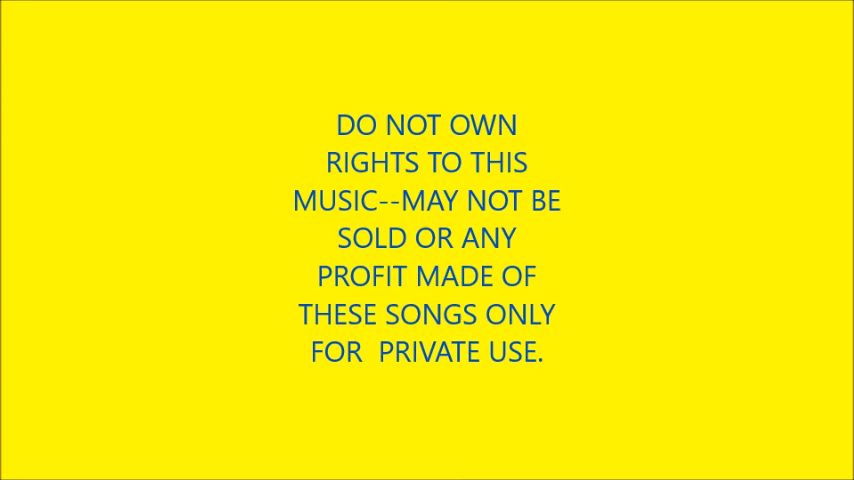 DO NOT OWN
RIGHTS TO THIS
MUSIC--MAY NOT BE
SOLD OR ANY
PROFIT MADE OF
THESE SONGS ONLY
FOR  PRIVATE USE.